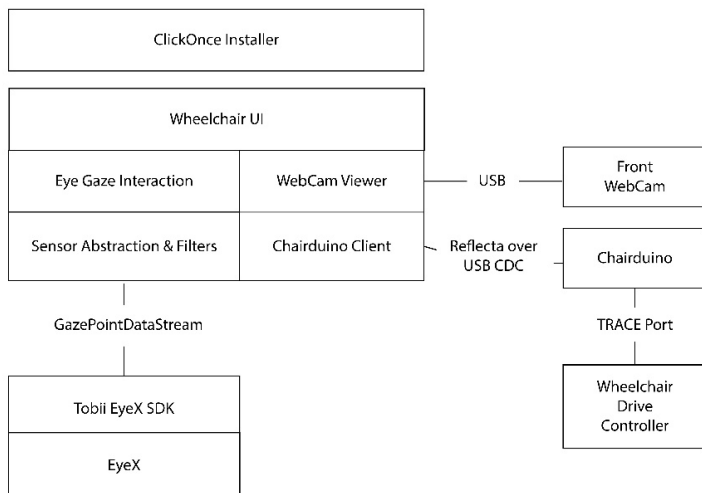 ClickOnce Installer
Wheelchair UI
Eye Gaze Interaction
WebCam Viewer
USB
Front
WebCam
Sensor Abstraction & Filters
Chairduino Client
Reflecta over
USB CDC
Chairduino
GazePointDataStream
TRACE Port
Tobii EyeX SDK
Wheelchair
Drive
Controller
EyeX